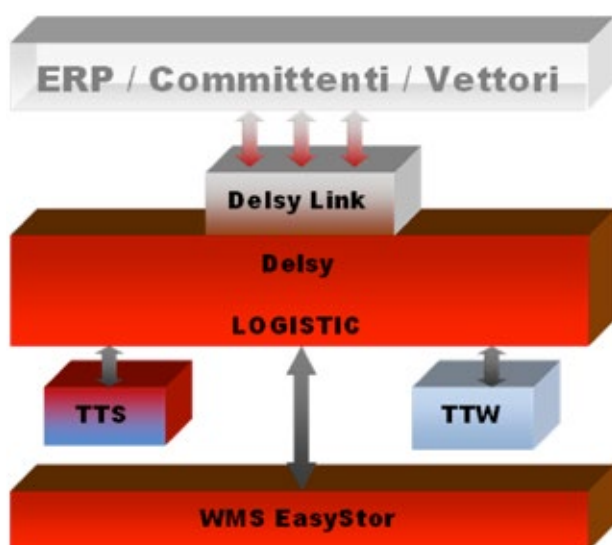 ERP / Committenti / Vettori
Delsy Link
Delsy
LOGISTIC
TTS
TTW
WMS EasyStor